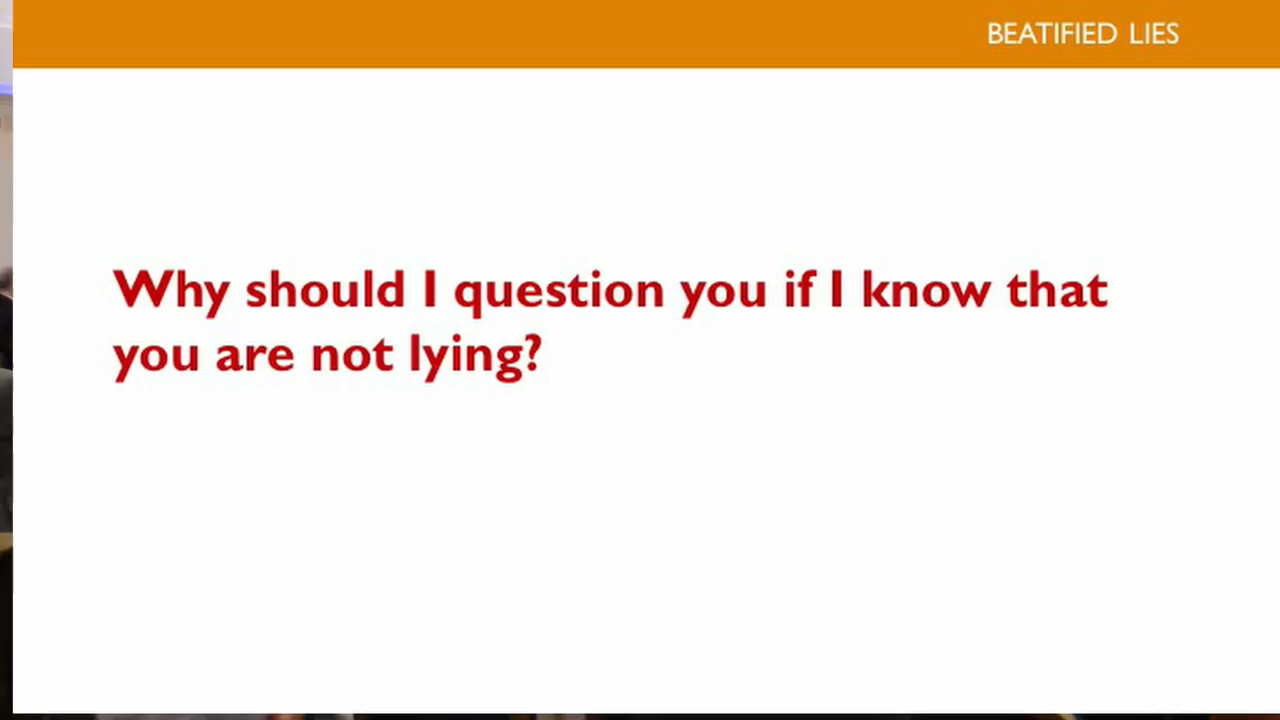 BEATIFIED LIES
Why should I question you if I know that
you are not lying?